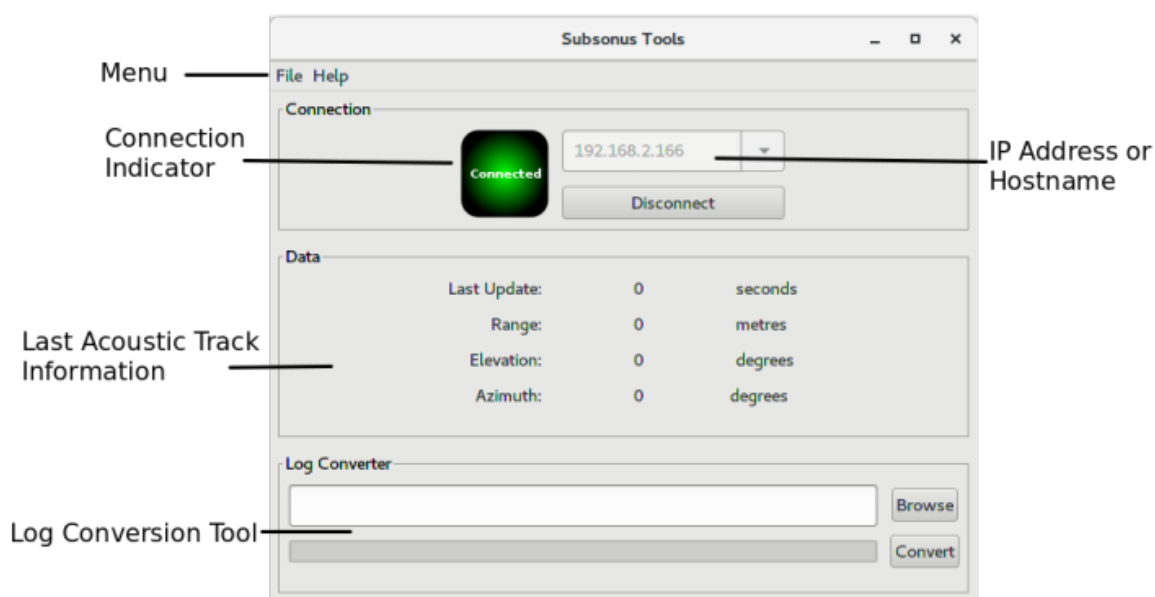 Subsonus Tools
Menu
File Help
Connection
Connection
Indicator
Connected
192.168.2.166
Disconnect
IP Address or
Hostname
Data
Last Update: 0 seconds
Range: 0 metres
Elevation: 0 degrees
Azimuth: 0 degrees
Last Acoustic Track
Information
Log Converter
Browse
Log Conversion Tool
Convert